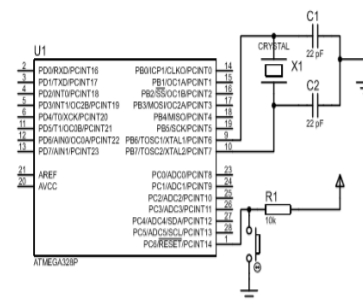 C1
22 pF
CRYSTAL
X1
C2
22 pF
U1
2 PD0/RXD/PCINT16
3 PD1/TXD/PCINT17
4 PD2/INT0/PCINT18
5 PD3/INT1/OC2B/PCINT19
6 PD4/T0/XCK/PCINT20
11 PD5/T1/OC0B/PCINT21
12 PD6/AIN0/OC0A/PCINT22
13 PD7/AIN1/PCINT23
21 AREF
20 AVCC
PB0/ICP1/CLKO/PCINT0 14
PB1/OC1A/PCINT1 15
PB2/SS/OC1B/PCINT2 16
PB3/MOSI/OC2A/PCINT3 17
PB4/MISO/PCINT4 18
PB5/SCK/PCINT5 19
PB6/TOSC1/XTAL1/PCINT6 9
PB7/TOSC2/XTAL2/PCINT7 10
PC0/ADC0/PCINT8 23
PC1/ADC1/PCINT9 24
PC2/ADC2/PCINT10 25
PC3/ADC3/PCINT11 26
PC4/ADC4/SDA/PCINT12 27
PC5/ADC5/SCL/PCINT13 28
PC6/RESET/PCINT14 1
ATMEGA328P
R1
10k